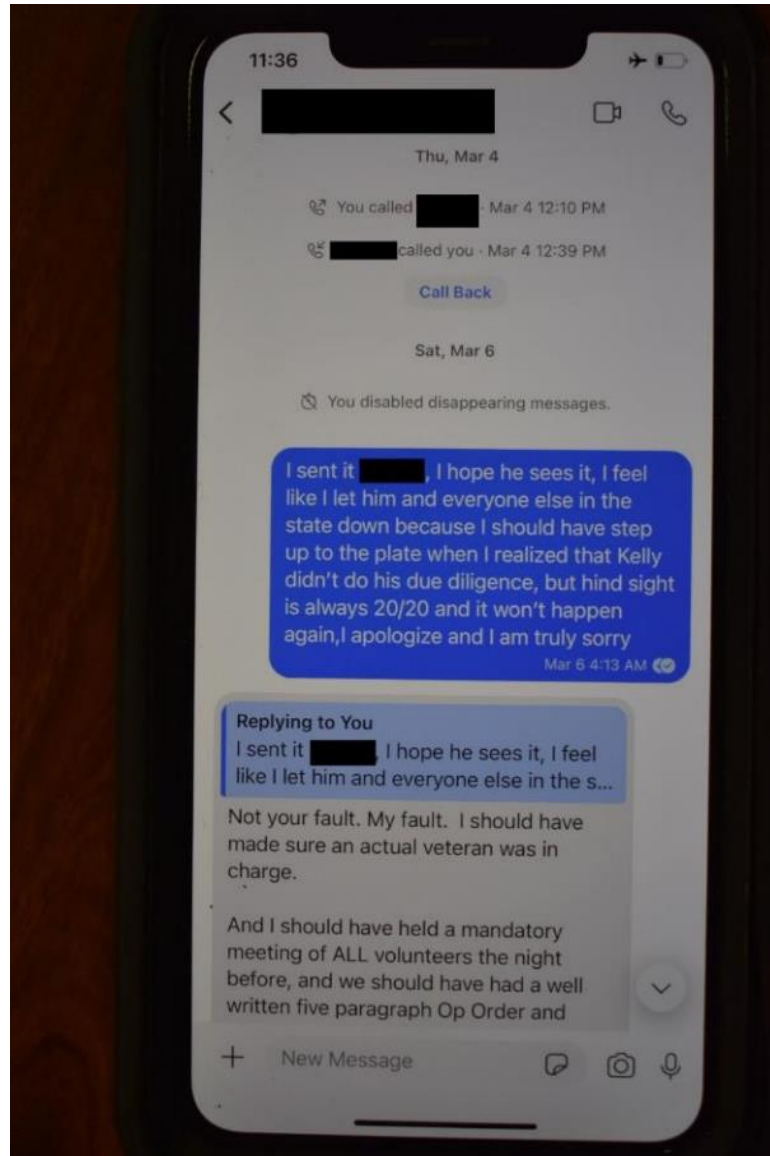 11:36
Thu, Mar 4
You called · Mar 4 12:10 PM
called you · Mar 4 12:39 PM
Call Back
Sat, Mar 6
You disabled disappearing messages.
I sent it , I hope he sees it, I feel
like I let him and everyone else in the
state down because I should have step
up to the plate when I realized that Kelly
didn't do his due diligence, but hind sight
is always 20/20 and it won't happen
again,I apologize and I am truly sorry
Mar 6 4:13 AM
Replying to You
I sent it , I hope he sees it, I feel
like I let him and everyone else in the s...
Not your fault. My fault. I should have
made sure an actual veteran was in
charge.
And I should have held a mandatory
meeting of ALL volunteers the night
before, and we should have had a well
written five paragraph Op Order and
New Message